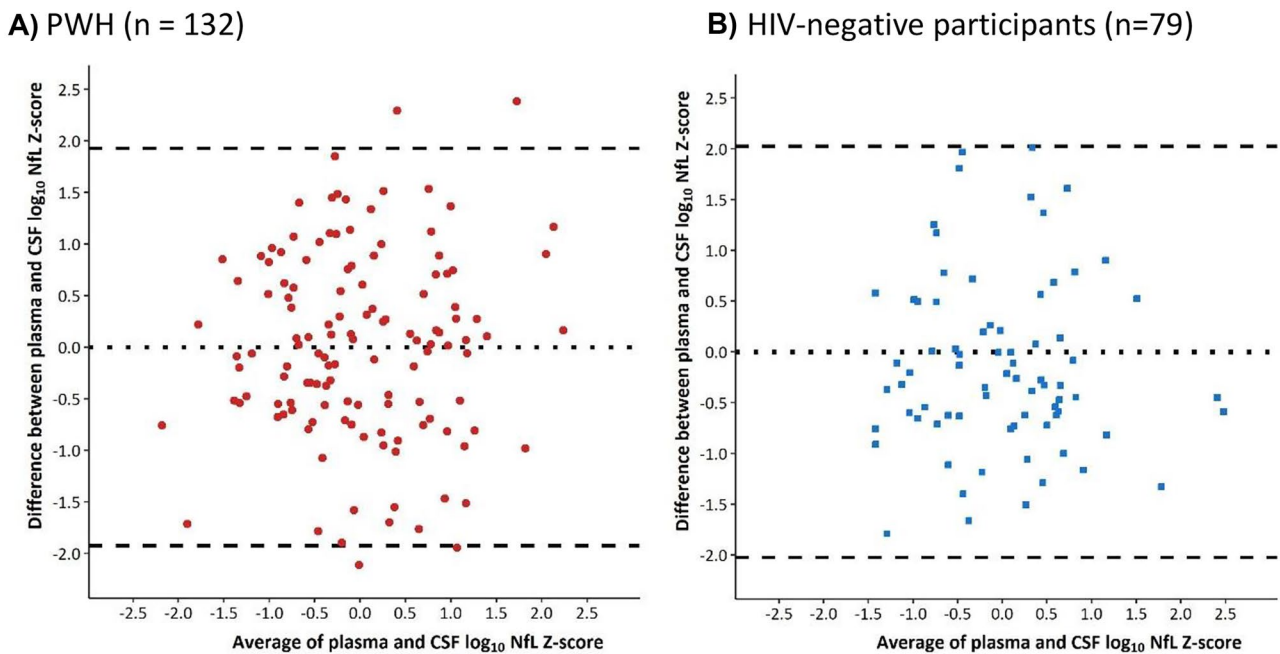 A) PWH (n = 132)
Difference between plasma and CSF log₁₀ NfL Z-score
2.5
2.0
1.5
1.0
0.5
0.0
-0.5
-1.0
-1.5
-2.0
-2.5 -2.0 -1.5 -1.0 -0.5 0.0 0.5 1.0 1.5 2.0 2.5
Average of plasma and CSF log₁₀ NfL Z-score
B) HIV-negative participants (n=79)
Difference between plasma and CSF log₁₀ NfL Z-score
2.5
2.0
1.5
1.0
0.5
0.0
-0.5
-1.0
-1.5
-2.0
-2.5 -2.0 -1.5 -1.0 -0.5 0.0 0.5 1.0 1.5 2.0 2.5
Average of plasma and CSF log₁₀ NfL Z-score